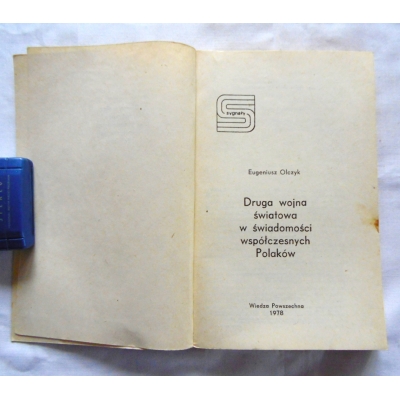 sygnały
Eugeniusz Olczyk
Druga wojna
światowa
w świadomości
współczesnych
Polaków
Wiedza Powszechna
1978